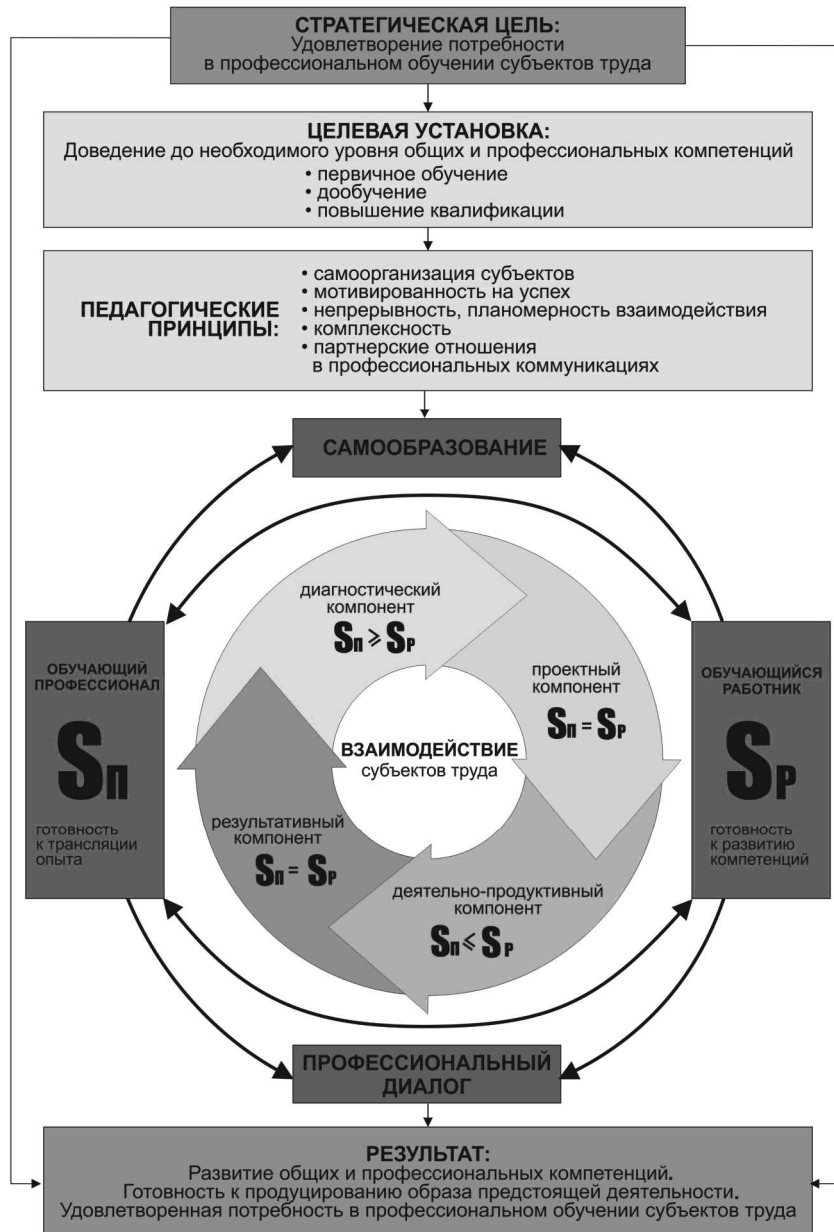 СТРАТЕГИЧЕСКАЯ ЦЕЛЬ:
Удовлетворение потребности
в профессиональном обучении субъектов труда
ЦЕЛЕВАЯ УСТАНОВКА:
Доведение до необходимого уровня общих и профессиональных компетенций
• первичное обучение
• дообучение
• повышение квалификации
ПЕДАГОГИЧЕСКИЕ
ПРИНЦИПЫ:
• самоорганизация субъектов
• мотивированность на успех
• непрерывность, планомерность взаимодействия
• комплексность
• партнерские отношения
в профессиональных коммуникациях
САМООБРАЗОВАНИЕ
диагностический
компонент
Sп ⩾ Sр
проектный
компонент
Sп = Sр
ОБУЧАЮЩИЙ
ПРОФЕССИОНАЛ
Sп
готовность
к трансляции
опыта
ВЗАИМОДЕЙСТВИЕ
субъектов труда
ОБУЧАЮЩИЙСЯ
РАБОТНИК
Sр
готовность
к развитию
компетенций
результативный
компонент
Sп = Sр
деятельно-продуктивный
компонент
Sп ⩽ Sр
ПРОФЕССИОНАЛЬНЫЙ
ДИАЛОГ
РЕЗУЛЬТАТ:
Развитие общих и профессиональных компетенций.
Готовность к продуцированию образа предстоящей деятельности.
Удовлетворенная потребность в профессиональном обучении субъектов труда